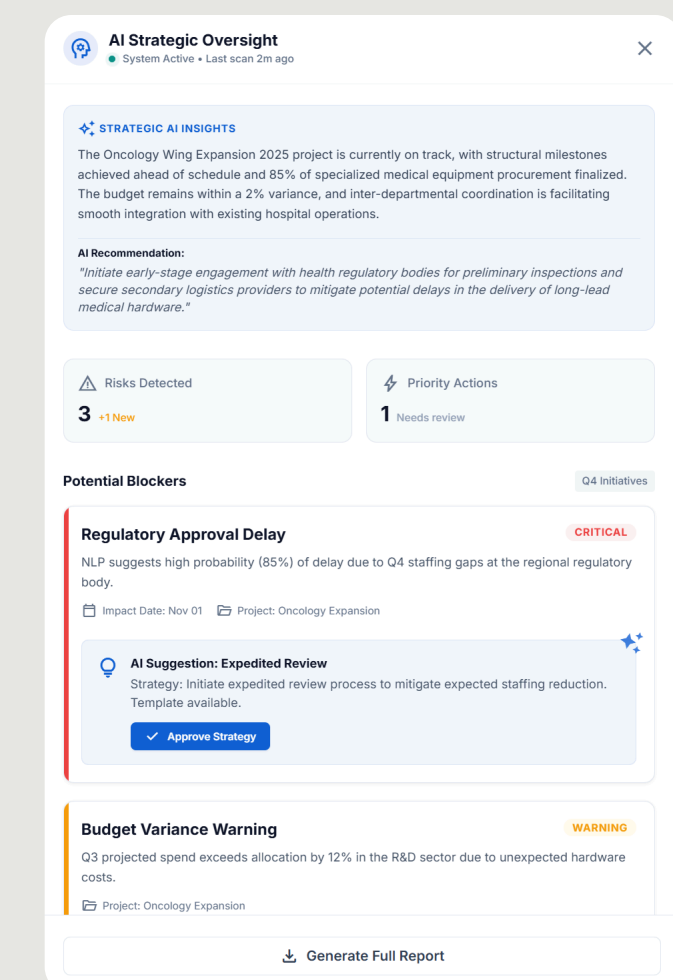 AI Strategic Oversight
System Active • Last scan 2m ago
STRATEGIC AI INSIGHTS
The Oncology Wing Expansion 2025 project is currently on track, with structural milestones
achieved ahead of schedule and 85% of specialized medical equipment procurement finalized.
The budget remains within a 2% variance, and inter-departmental coordination is facilitating
smooth integration with existing hospital operations.
AI Recommendation:
"Initiate early-stage engagement with health regulatory bodies for preliminary inspections and
secure secondary logistics providers to mitigate potential delays in the delivery of long-lead
medical hardware."
Risks Detected
3 +1 New
Priority Actions
1 Needs review
Potential Blockers
Q4 Initiatives
Regulatory Approval Delay
CRITICAL
NLP suggests high probability (85%) of delay due to Q4 staffing gaps at the regional regulatory
body.
Impact Date: Nov 01 Project: Oncology Expansion
AI Suggestion: Expedited Review
Strategy: Initiate expedited review process to mitigate expected staffing reduction.
Template available.
Approve Strategy
Budget Variance Warning
WARNING
Q3 projected spend exceeds allocation by 12% in the R&D sector due to unexpected hardware
costs.
Project: Oncology Expansion
Generate Full Report